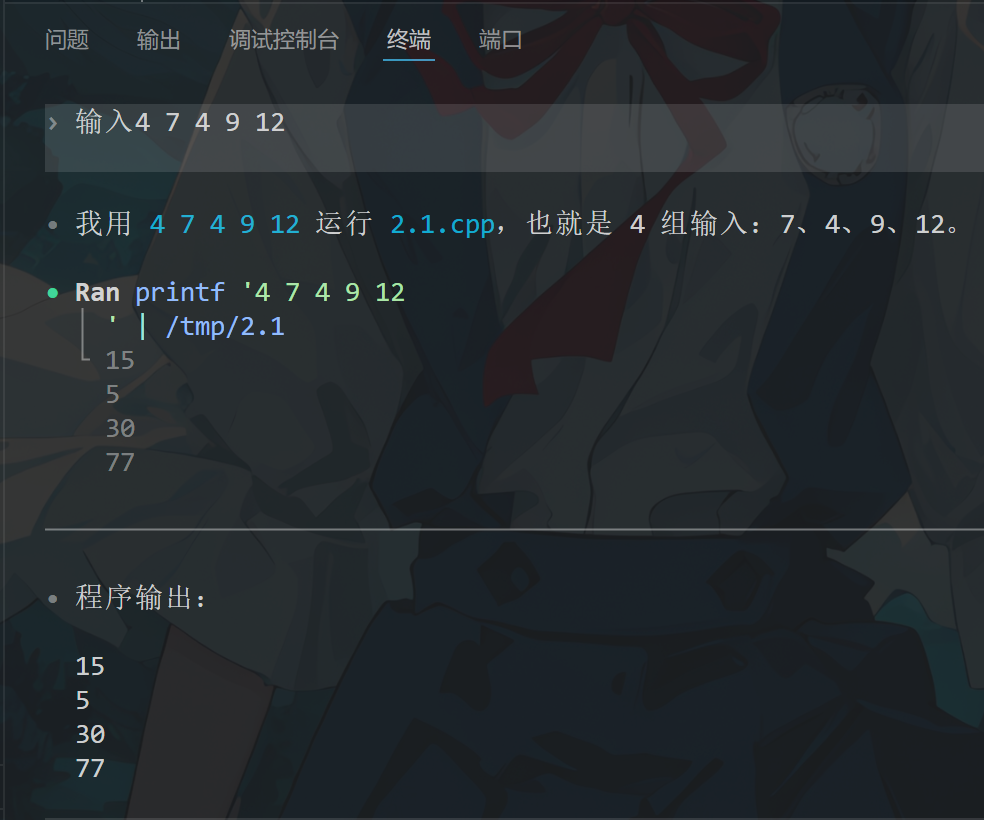 问题 输出 调试控制台 终端 端口
› 输入4 7 4 9 12
• 我用 4 7 4 9 12 运行 2.1.cpp，也就是 4 组输入：7、4、9、12。
• Ran printf '4 7 4 9 12
│ ' | /tmp/2.1
└ 15
5
30
77
• 程序输出：
15
5
30
77